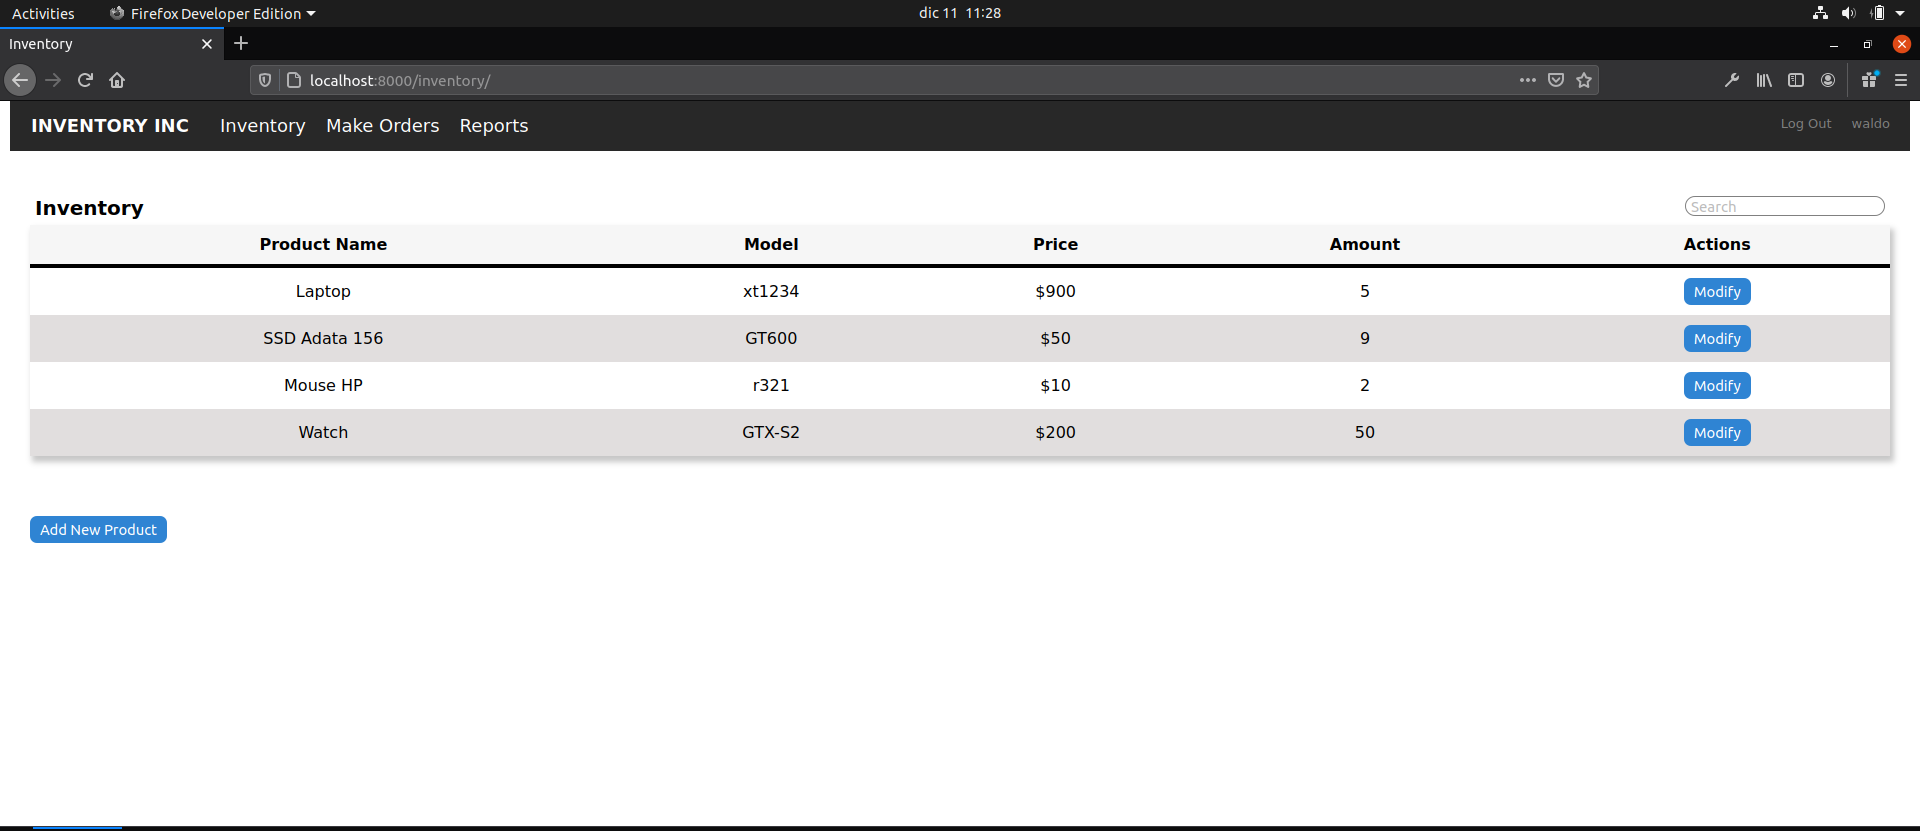 Activities Firefox Developer Edition dic 11 11:28
Inventory
localhost:8000/inventory/
INVENTORY INC Inventory Make Orders Reports Log Out waldo
Inventory Search
Product Name Model Price Amount Actions
Laptop xt1234 $900 5 Modify
SSD Adata 156 GT600 $50 9 Modify
Mouse HP r321 $10 2 Modify
Watch GTX-S2 $200 50 Modify
Add New Product